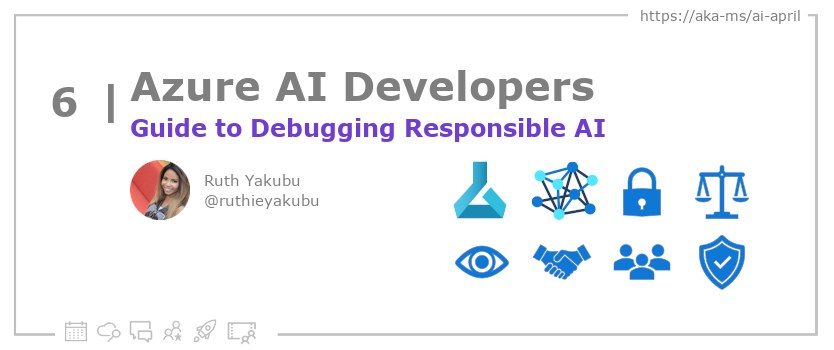 https://aka-ms/ai-april
6 | Azure AI Developers
Guide to Debugging Responsible AI
Ruth Yakubu
@ruthieyakubu